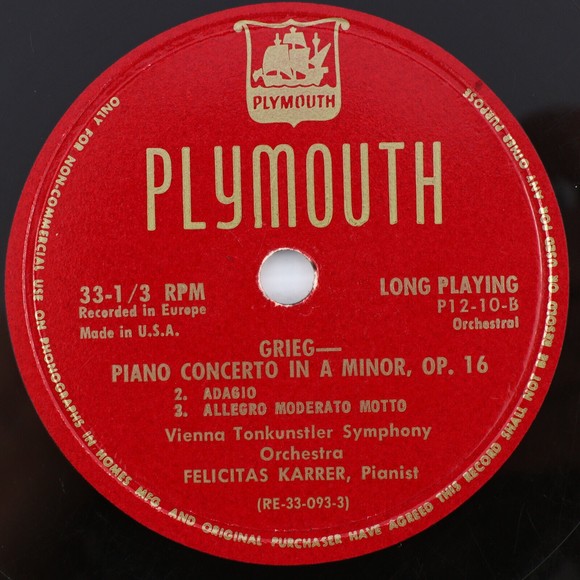 PLYMOUTH
PLYMOUTH
33-1/3 RPM
Recorded in Europe
Made in U.S.A.
LONG PLAYING
P12-10-B
Orchestral
GRIEG—
PIANO CONCERTO IN A MINOR, OP. 16
2. ADAGIO
3. ALLEGRO MODERATO MOTTO
Vienna Tonkunstler Symphony
Orchestra
FELICITAS KARRER, Pianist
(RE-33-093-3)
ONLY FOR NON-COMMERCIAL USE ON PHONOGRAPHS IN HOMES MFG. AND ORIGINAL PURCHASER HAVE AGREED THIS RECORD SHALL NOT BE RESOLD OR USED FOR ANY OTHER PURPOSE